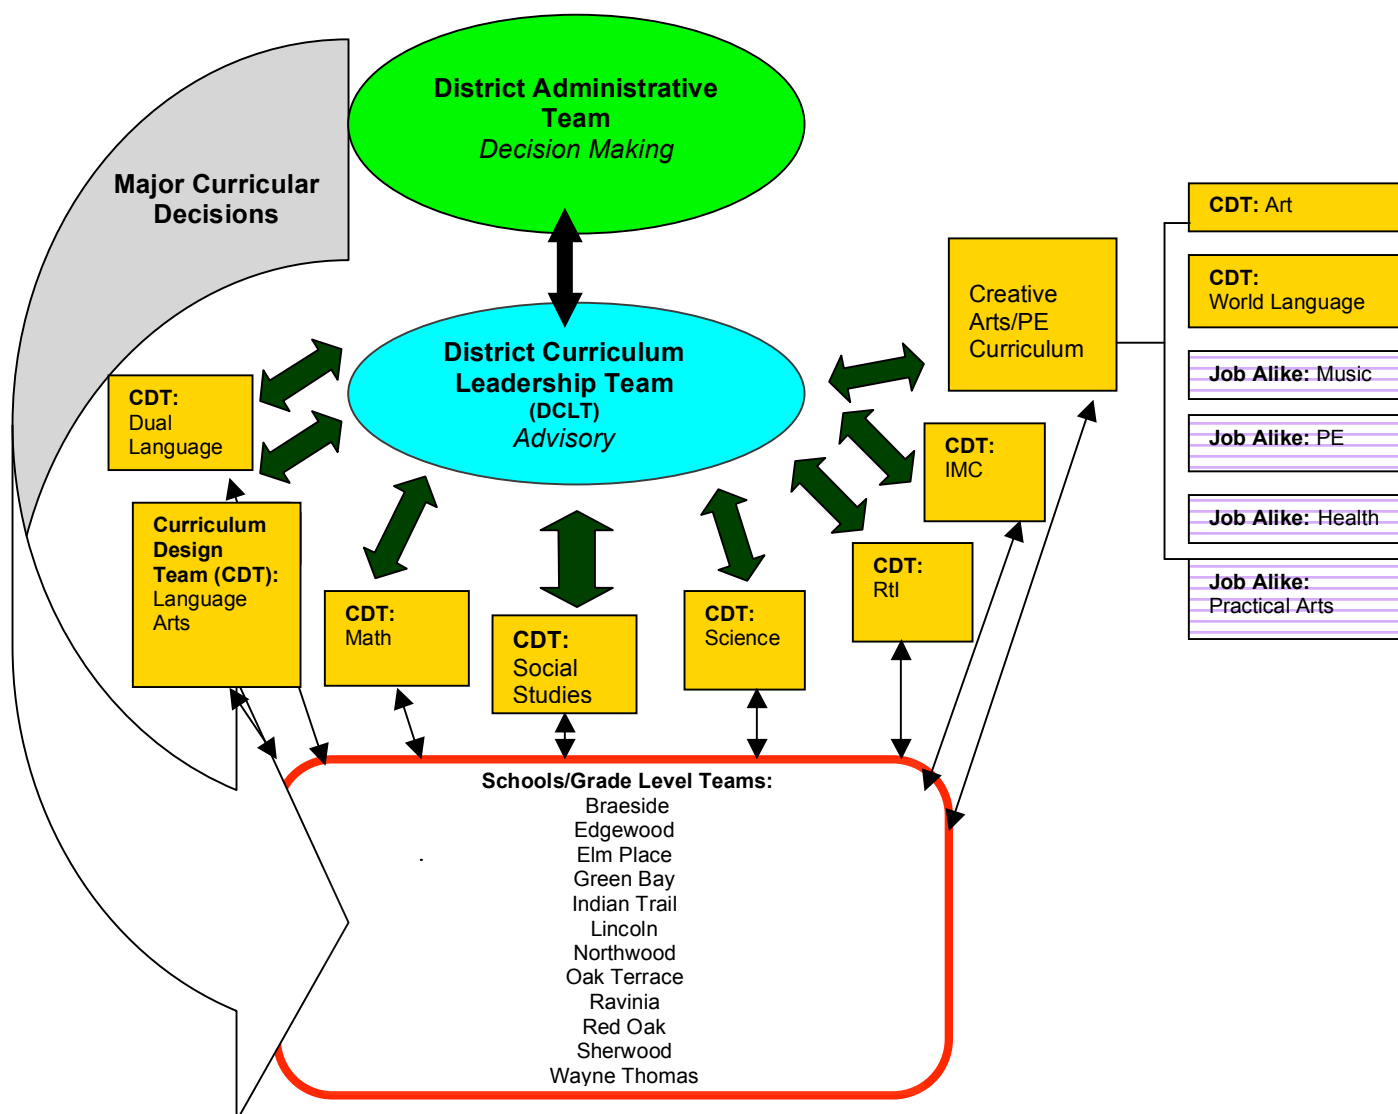 District Administrative
Team
Decision Making
Major Curricular
Decisions
District Curriculum
Leadership Team
(DCLT)
Advisory
CDT:
Dual
Language
Curriculum
Design
Team (CDT):
Language
Arts
CDT:
Math
CDT:
Social
Studies
CDT:
Science
CDT:
RtI
CDT:
IMC
Creative
Arts/PE
Curriculum
CDT: Art
CDT:
World Language
Job Alike: Music
Job Alike: PE
Job Alike: Health
Job Alike:
Practical Arts
Schools/Grade Level Teams:
Braeside
Edgewood
Elm Place
Green Bay
Indian Trail
Lincoln
Northwood
Oak Terrace
Ravinia
Red Oak
Sherwood
Wayne Thomas